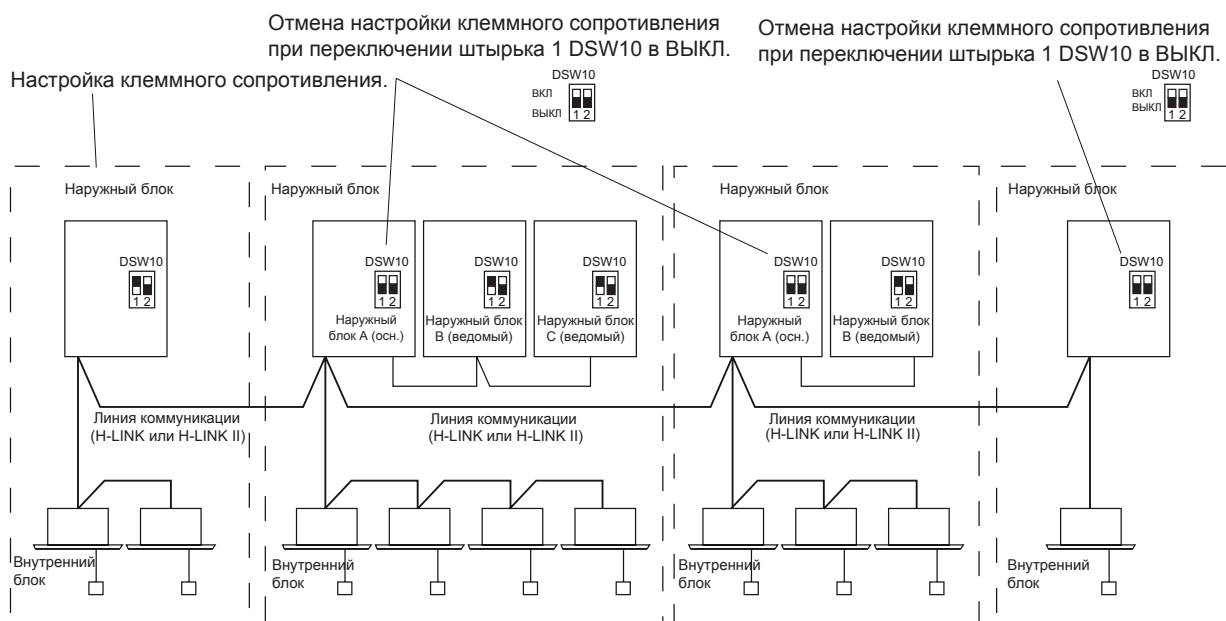 Отмена настройки клеммного сопротивления
при переключении штырька 1 DSW10 в ВЫКЛ.
Отмена настройки клеммного сопротивления
при переключении штырька 1 DSW10 в ВЫКЛ.
Настройка клеммного сопротивления.
DSW10
ВКЛ
ВЫКЛ
1 2
DSW10
ВКЛ
ВЫКЛ
1 2
Наружный блок
Наружный блок
Наружный блок
Наружный блок
DSW10
1 2
DSW10
1 2
DSW10
1 2
DSW10
1 2
DSW10
1 2
DSW10
1 2
DSW10
1 2
Наружный
блок A (осн.)
Наружный блок
B (ведомый)
Наружный блок
C (ведомый)
Наружный
блок A (осн.)
Наружный блок
B (ведомый)
Линия коммуникации
(H-LINK или H-LINK II)
Линия коммуникации
(H-LINK или H-LINK II)
Линия коммуникации
(H-LINK или H-LINK II)
Внутренний
блок
Внутренний
блок
Внутренний
блок
Внутренний
блок